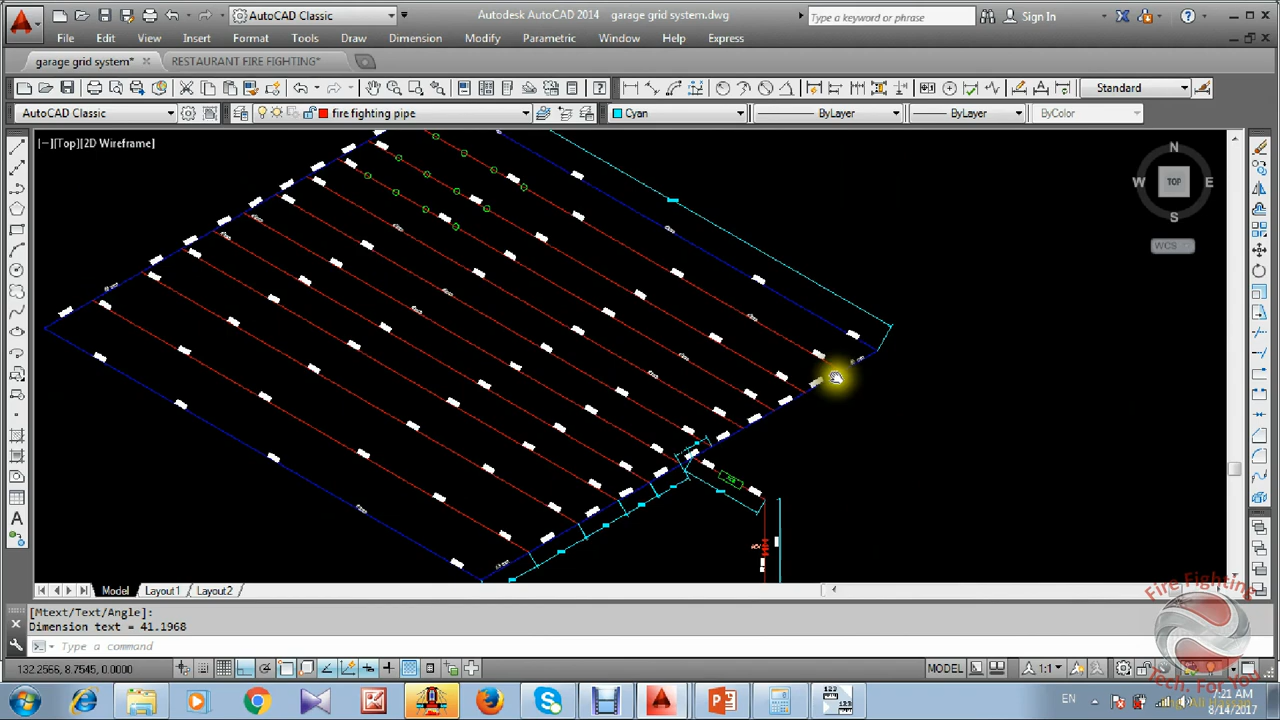 Autodesk AutoCAD 2014 garage grid system.dwg
AutoCAD Classic
Type a keyword or phrase
Sign In
File Edit View Insert Format Tools Draw Dimension Modify Parametric Window Help Express
garage grid system* RESTAURANT FIRE FIGHTING*
Standard
AutoCAD Classic
fire fighting pipe
Cyan
ByLayer
ByLayer
ByColor
[−][Top][2D Wireframe]
N
W TOP E
S
WCS
Model Layout1 Layout2
[Mtext/Text/Angle]:
Dimension text = 41.1968
Type a command
132.2566, 8.7545, 0.0000
MODEL
1:1
Fire Fighting
Tech. For You
EN
7:21 AM
8/14/2017